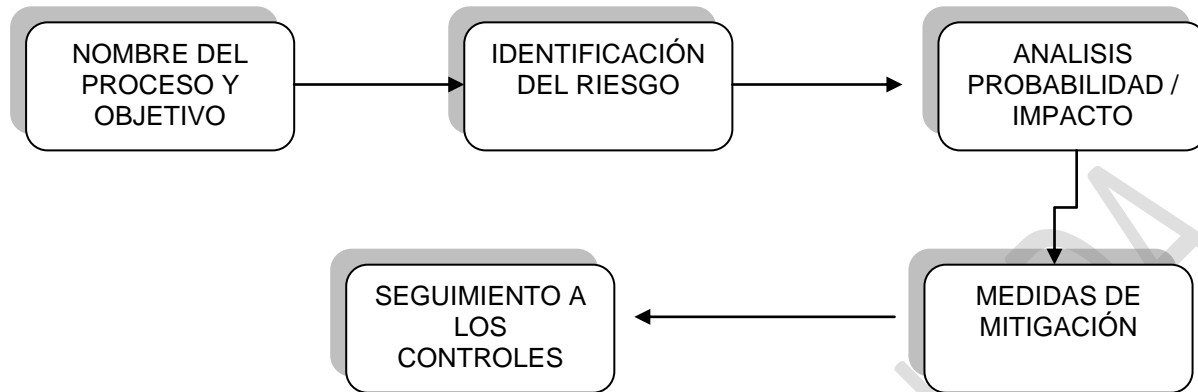 NOMBRE DEL
PROCESO Y
OBJETIVO
IDENTIFICACIÓN
DEL RIESGO
ANALISIS
PROBABILIDAD /
IMPACTO
MEDIDAS DE
MITIGACIÓN
SEGUIMIENTO A
LOS
CONTROLES